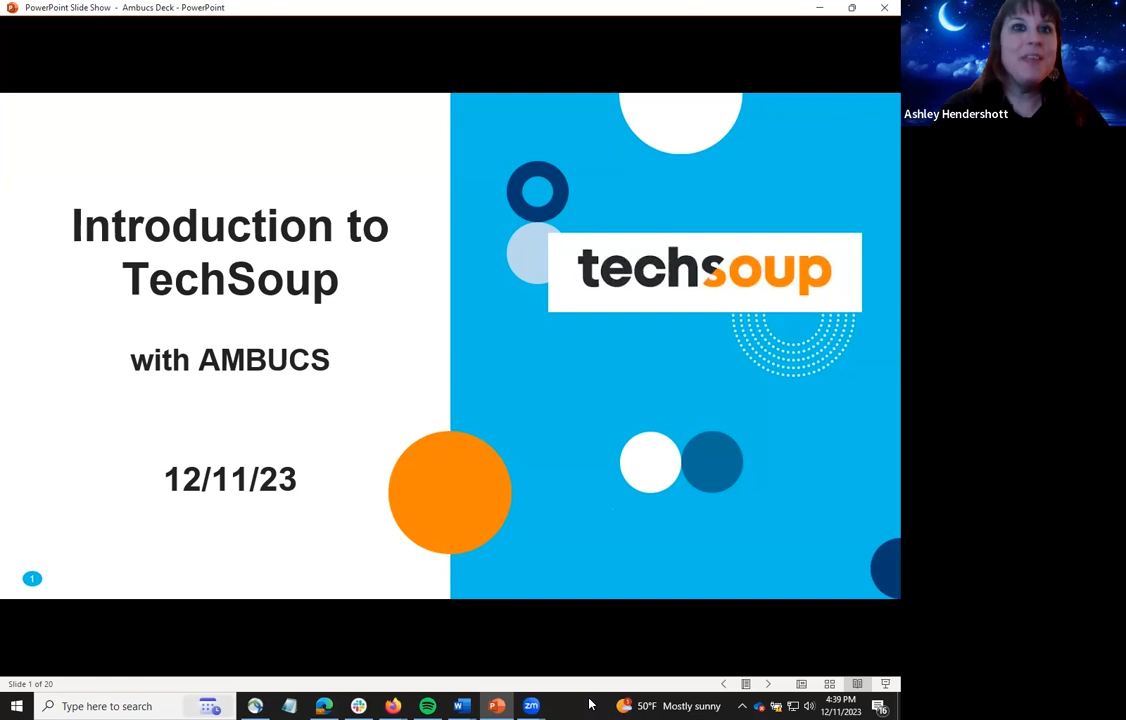 PowerPoint Slide Show - Ambucs Deck - PowerPoint
Ashley Hendershott
Introduction to
TechSoup
with AMBUCS
12/11/23
techsoup
1
Slide 1 of 20
Type here to search
50°F Mostly sunny
4:39 PM
12/11/2023
16